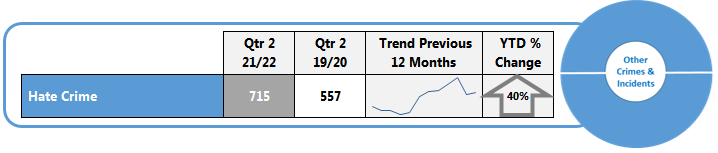 Qtr 2 Qtr 2 Trend Previous YTD %
21/22 19/20 12 Months Change
Hate Crime 715 557 40%
Other
Crimes &
Incidents